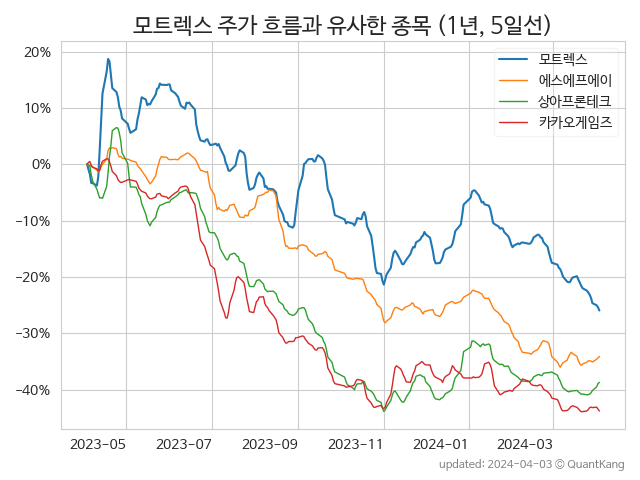 모트렉스 주가 흐름과 유사한 종목 (1년, 5일선)
모트렉스
에스에프에이
상아프론테크
카카오게임즈
20%
10%
0%
−10%
−20%
−30%
−40%
2023-05
2023-07
2023-09
2023-11
2024-01
2024-03
updated: 2024-04-03 © QuantKang